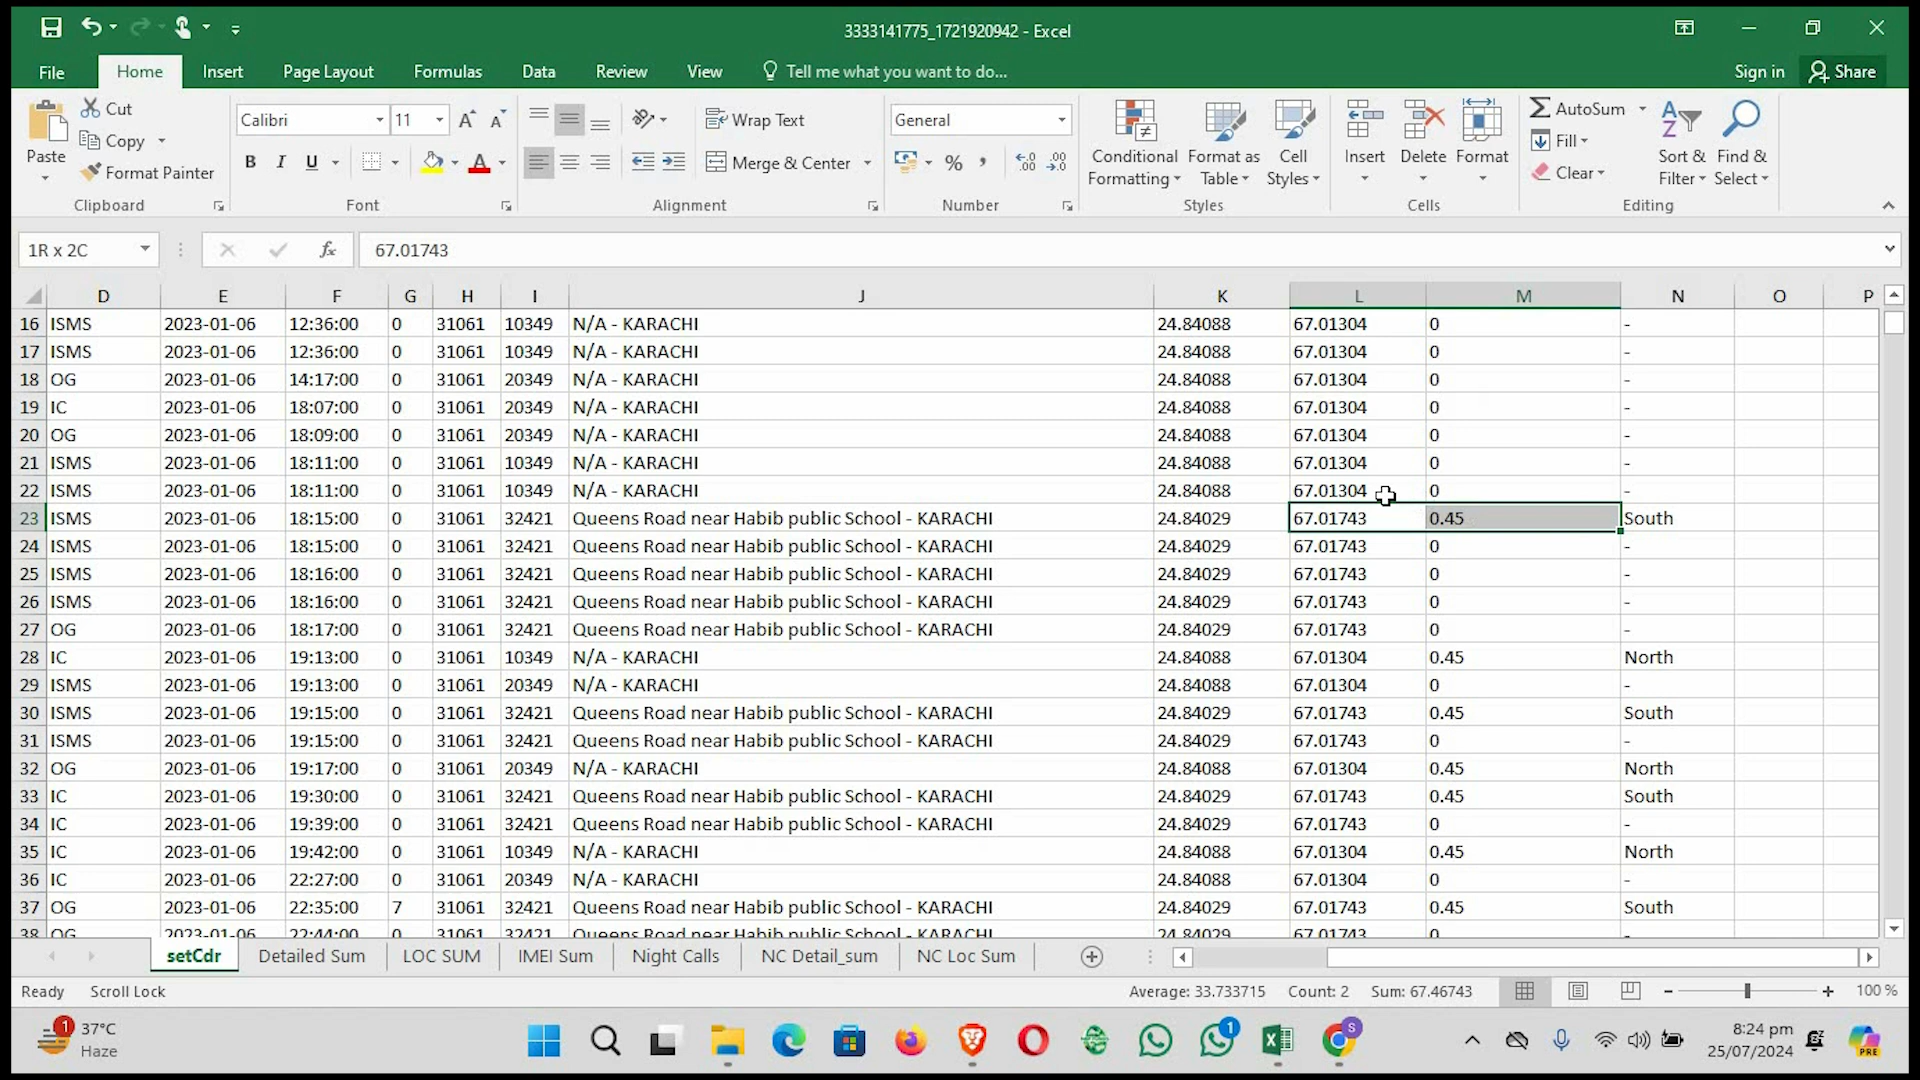 3333141775_1721920942 - Excel
File Home Insert Page Layout Formulas Data Review View Tell me what you want to do... Sign in Share
Cut
Copy
Format Painter
Paste
Clipboard
Calibri 11
B I U
Font
Wrap Text
Merge & Center
Alignment
General
Number
Conditional Formatting
Format as Table
Cell Styles
Styles
Insert
Delete
Format
Cells
AutoSum
Fill
Clear
Sort & Filter
Find & Select
Editing
1R x 2C fx 67.01743
D E F G H I J K L M N O P
16 ISMS 2023-01-06 12:36:00 0 31061 10349 N/A - KARACHI 24.84088 67.01304 0 -
17 ISMS 2023-01-06 12:36:00 0 31061 10349 N/A - KARACHI 24.84088 67.01304 0 -
18 OG 2023-01-06 14:17:00 0 31061 20349 N/A - KARACHI 24.84088 67.01304 0 -
19 IC 2023-01-06 18:07:00 0 31061 20349 N/A - KARACHI 24.84088 67.01304 0 -
20 OG 2023-01-06 18:09:00 0 31061 20349 N/A - KARACHI 24.84088 67.01304 0 -
21 ISMS 2023-01-06 18:11:00 0 31061 10349 N/A - KARACHI 24.84088 67.01304 0 -
22 ISMS 2023-01-06 18:11:00 0 31061 10349 N/A - KARACHI 24.84088 67.01304 0 -
23 ISMS 2023-01-06 18:15:00 0 31061 32421 Queens Road near Habib public School - KARACHI 24.84029 67.01743 0.45 South
24 ISMS 2023-01-06 18:15:00 0 31061 32421 Queens Road near Habib public School - KARACHI 24.84029 67.01743 0 -
25 ISMS 2023-01-06 18:16:00 0 31061 32421 Queens Road near Habib public School - KARACHI 24.84029 67.01743 0 -
26 ISMS 2023-01-06 18:16:00 0 31061 32421 Queens Road near Habib public School - KARACHI 24.84029 67.01743 0 -
27 OG 2023-01-06 18:17:00 0 31061 32421 Queens Road near Habib public School - KARACHI 24.84029 67.01743 0 -
28 IC 2023-01-06 19:13:00 0 31061 10349 N/A - KARACHI 24.84088 67.01304 0.45 North
29 ISMS 2023-01-06 19:13:00 0 31061 20349 N/A - KARACHI 24.84088 67.01304 0 -
30 ISMS 2023-01-06 19:15:00 0 31061 32421 Queens Road near Habib public School - KARACHI 24.84029 67.01743 0.45 South
31 ISMS 2023-01-06 19:15:00 0 31061 32421 Queens Road near Habib public School - KARACHI 24.84029 67.01743 0 -
32 OG 2023-01-06 19:17:00 0 31061 20349 N/A - KARACHI 24.84088 67.01304 0.45 North
33 IC 2023-01-06 19:30:00 0 31061 32421 Queens Road near Habib public School - KARACHI 24.84029 67.01743 0.45 South
34 IC 2023-01-06 19:39:00 0 31061 32421 Queens Road near Habib public School - KARACHI 24.84029 67.01743 0 -
35 IC 2023-01-06 19:42:00 0 31061 10349 N/A - KARACHI 24.84088 67.01304 0.45 North
36 IC 2023-01-06 22:27:00 0 31061 20349 N/A - KARACHI 24.84088 67.01304 0 -
37 OG 2023-01-06 22:35:00 7 31061 32421 Queens Road near Habib public School - KARACHI 24.84029 67.01743 0.45 South
38 OG 2023-01-06 22:44:00 0 31061 32421 Queens Road near Habib public School - KARACHI 24.84029 67.01743 0 -
setCdr Detailed Sum LOC SUM IMEI Sum Night Calls NC Detail_sum NC Loc Sum
Ready Scroll Lock Average: 33.733715 Count: 2 Sum: 67.46743 100 %
1 37°C
Haze
1
S
8:24 pm
25/07/2024
PRE